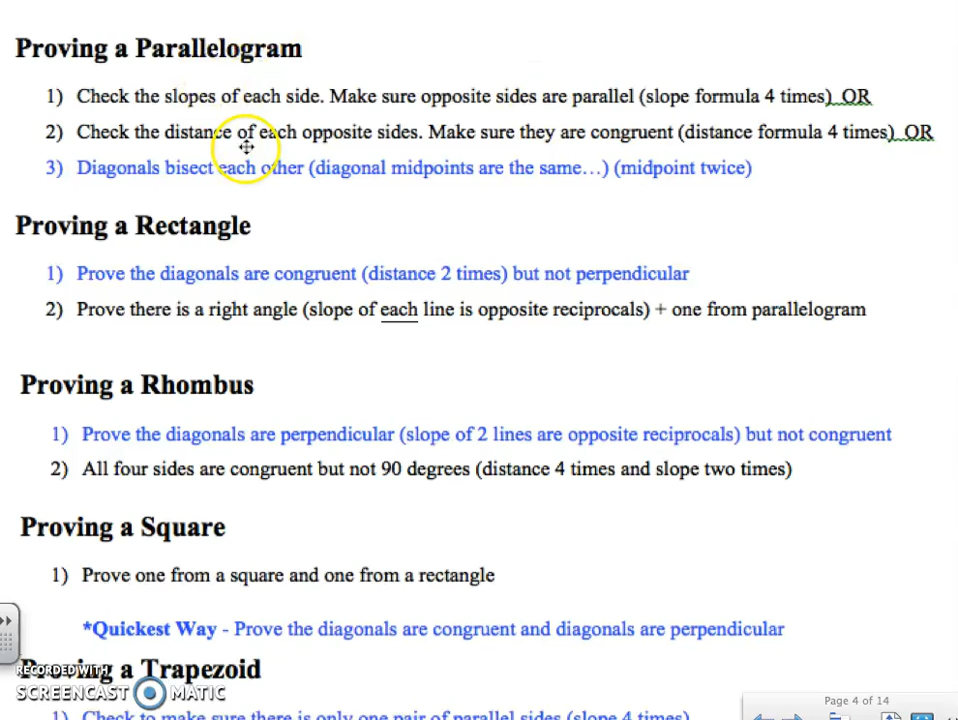 Proving a Parallelogram
1) Check the slopes of each side. Make sure opposite sides are parallel (slope formula 4 times) OR
2) Check the distance of each opposite sides. Make sure they are congruent (distance formula 4 times) OR
3) Diagonals bisect each other (diagonal midpoints are the same…) (midpoint twice)
Proving a Rectangle
1) Prove the diagonals are congruent (distance 2 times) but not perpendicular
2) Prove there is a right angle (slope of each line is opposite reciprocals) + one from parallelogram
Proving a Rhombus
1) Prove the diagonals are perpendicular (slope of 2 lines are opposite reciprocals) but not congruent
2) All four sides are congruent but not 90 degrees (distance 4 times and slope two times)
Proving a Square
1) Prove one from a square and one from a rectangle
*Quickest Way - Prove the diagonals are congruent and diagonals are perpendicular
Proving a Trapezoid
RECORDED WITH
SCREENCAST MATIC
Page 4 of 14
1) Check to make sure there is only one pair of parallel sides (slope 4 times)